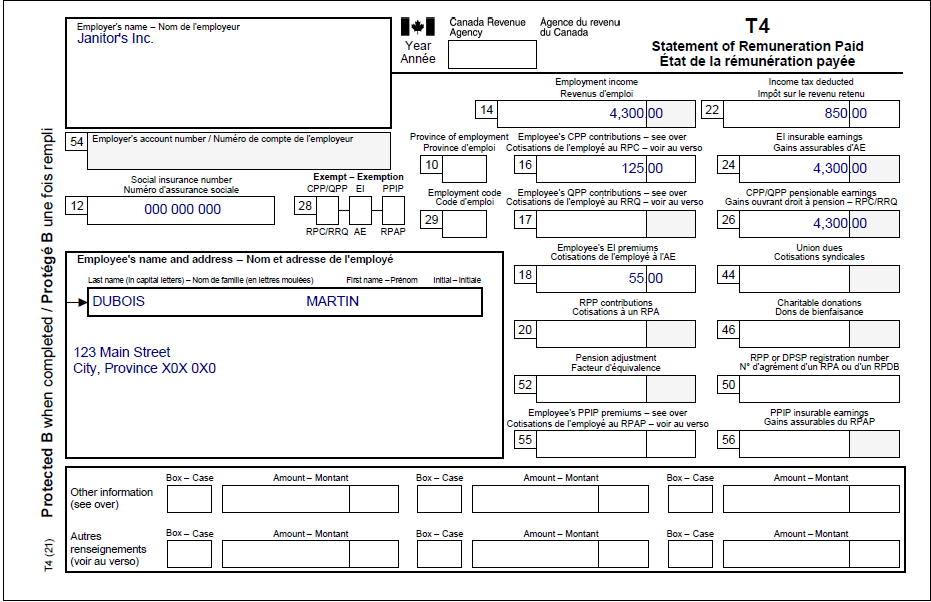 Employer's name – Nom de l'employeur
Janitor's Inc.
Canada Revenue Agency
Agence du revenu du Canada
Year
Année
T4
Statement of Remuneration Paid
État de la rémunération payée
Employment income
Revenus d'emploi
14 4,300.00
Income tax deducted
Impôt sur le revenu retenu
22 850.00
54 Employer's account number / Numéro de compte de l'employeur
Province of employment
Province d'emploi
10
Employee's CPP contributions – see over
Cotisations de l'employé au RPC – voir au verso
16 125.00
EI insurable earnings
Gains assurables d'AE
24 4,300.00
Social insurance number
Numéro d'assurance sociale
12 000 000 000
Exempt – Exemption
CPP/QPP EI PPIP
28
RPC/RRQ AE RPAP
Employment code
Code d'emploi
29
Employee's QPP contributions – see over
Cotisations de l'employé au RRQ – voir au verso
17
CPP/QPP pensionable earnings
Gains ouvrant droit à pension – RPC/RRQ
26 4,300.00
Employee's name and address – Nom et adresse de l'employé
Last name (in capital letters) – Nom de famille (en lettres moulées) First name – Prénom Initial – Initiale
DUBOIS MARTIN
123 Main Street
City, Province X0X 0X0
Employee's EI premiums
Cotisations de l'employé à l'AE
18 55.00
Union dues
Cotisations syndicales
44
RPP contributions
Cotisations à un RPA
20
Charitable donations
Dons de bienfaisance
46
Pension adjustment
Facteur d'équivalence
52
RPP or DPSP registration number
N° d'agrément d'un RPA ou d'un RPDB
50
Employee's PPIP premiums – see over
Cotisations de l'employé au RPAP – voir au verso
55
PPIP insurable earnings
Gains assurables du RPAP
56
Box – Case Amount – Montant Box – Case Amount – Montant Box – Case Amount – Montant
Other information
(see over)
Box – Case Amount – Montant Box – Case Amount – Montant Box – Case Amount – Montant
Autres
renseignements
(voir au verso)
Protected B when completed / Protégé B une fois rempli
T4 (21)